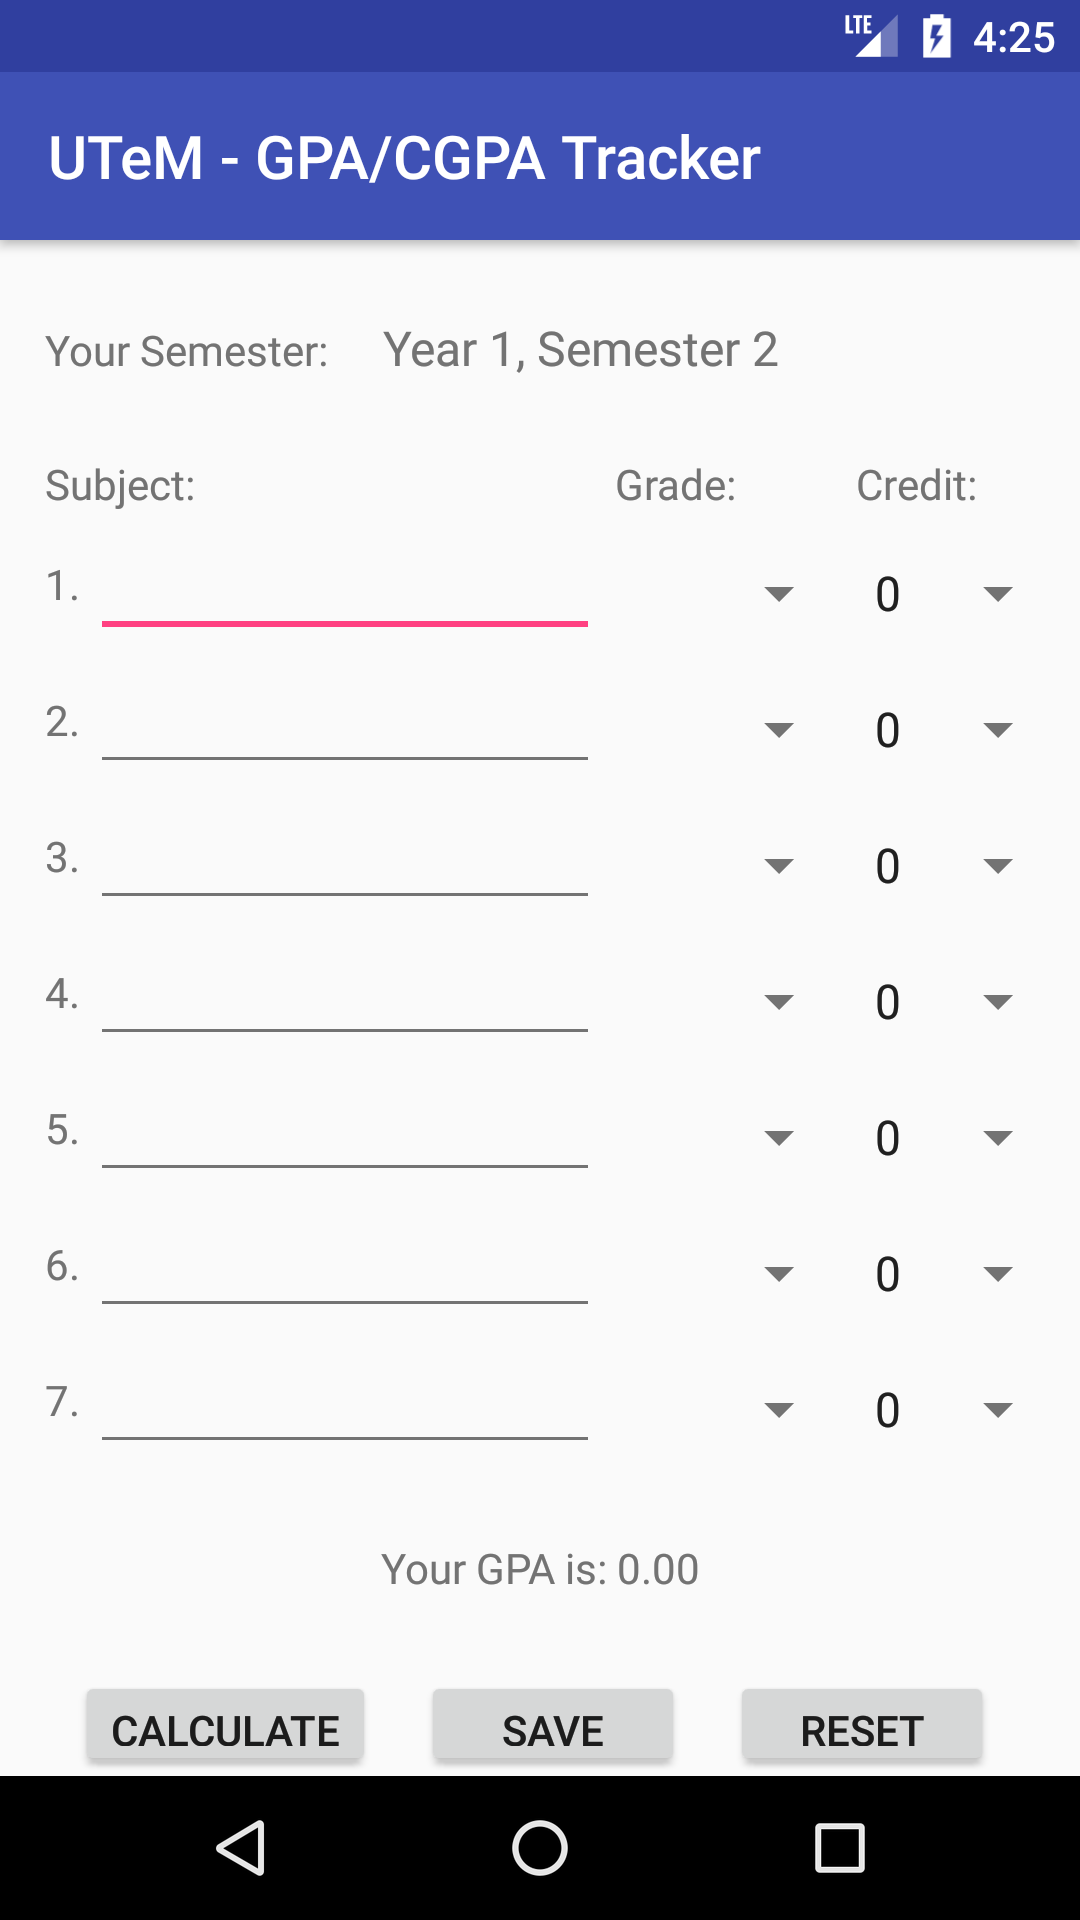 LTE 4:25
UTeM - GPA/CGPA Tracker
Your Semester: Year 1, Semester 2
Subject: Grade: Credit:
1. 0
2. 0
3. 0
4. 0
5. 0
6. 0
7. 0
Your GPA is: 0.00
CALCULATE SAVE RESET